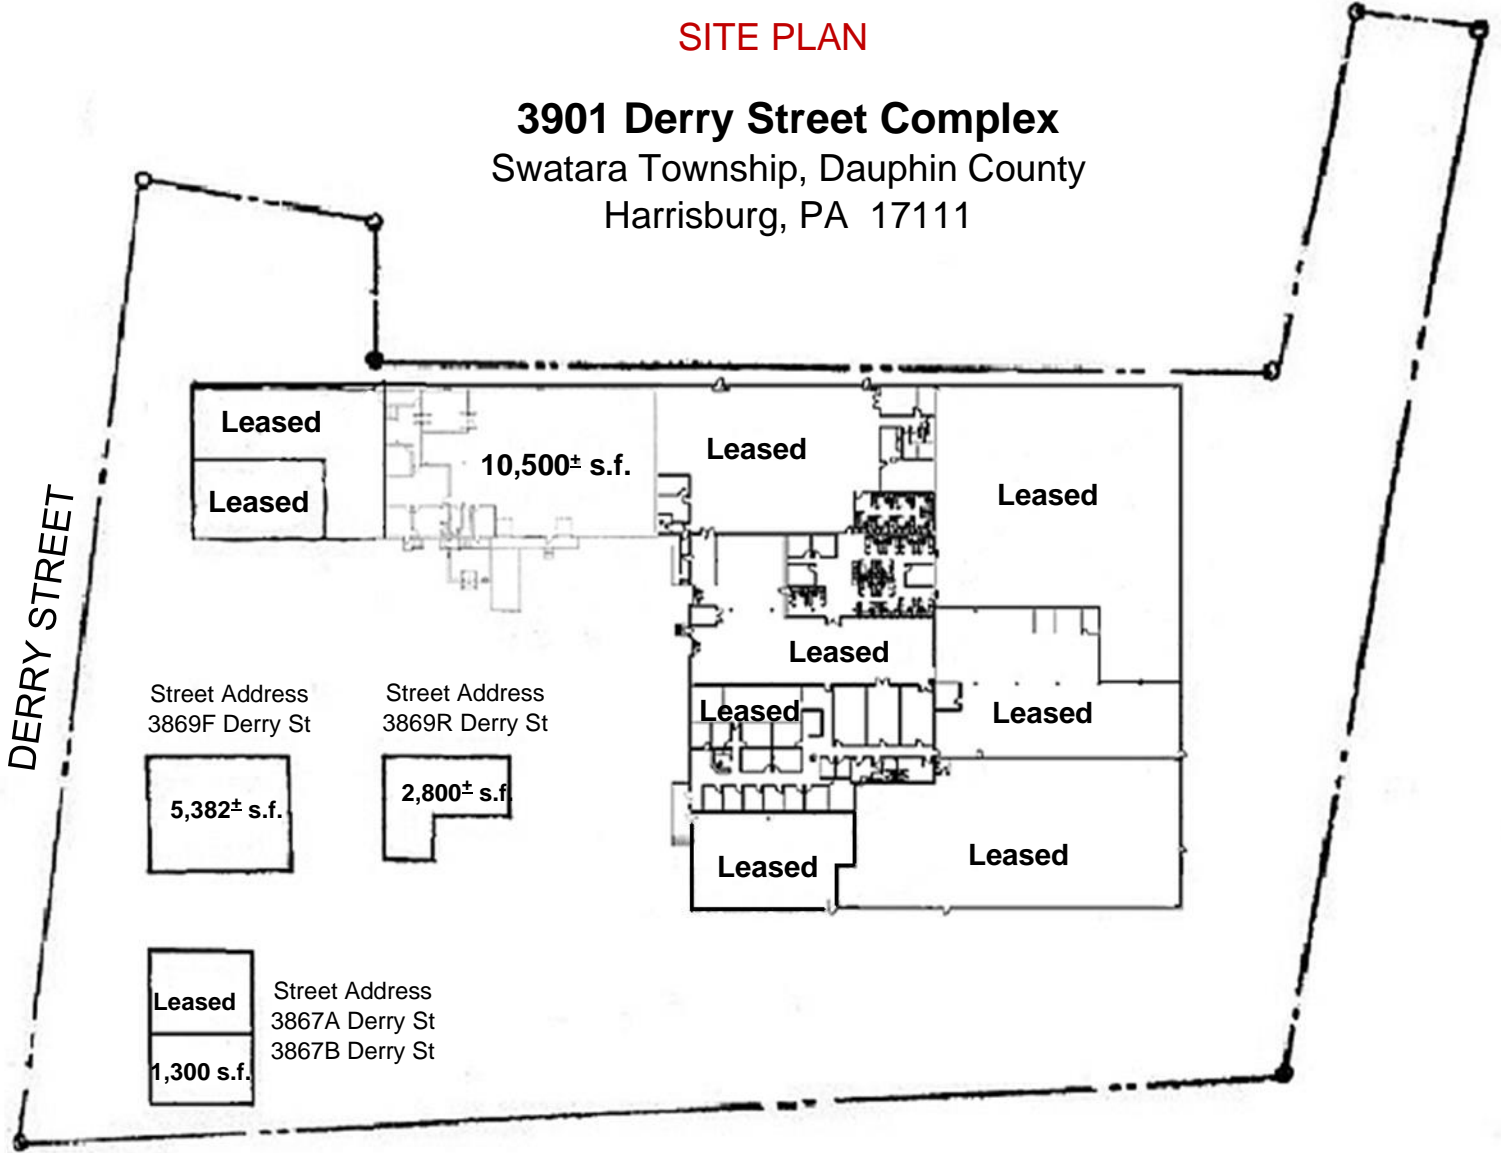 SITE PLAN
3901 Derry Street Complex
Swatara Township, Dauphin County
Harrisburg, PA 17111
Leased
Leased
10,500± s.f.
Leased
Leased
DERRY STREET
Leased
Leased
Leased
Street Address
3869F Derry St
5,382± s.f.
Street Address
3869R Derry St
2,800± s.f.
Leased
Leased
Leased
1,300 s.f.
Street Address
3867A Derry St
3867B Derry St